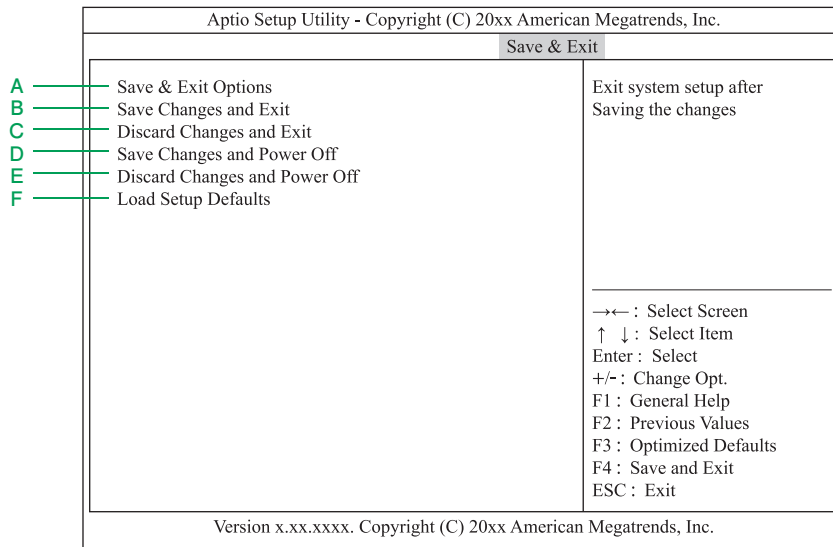 Aptio Setup Utility - Copyright (C) 20xx American Megatrends, Inc.
Save & Exit
A Save & Exit Options
B Save Changes and Exit
C Discard Changes and Exit
D Save Changes and Power Off
E Discard Changes and Power Off
F Load Setup Defaults
Exit system setup after
Saving the changes
→← : Select Screen
↑ ↓ : Select Item
Enter : Select
+/- : Change Opt.
F1 : General Help
F2 : Previous Values
F3 : Optimized Defaults
F4 : Save and Exit
ESC : Exit
Version x.xx.xxxx. Copyright (C) 20xx American Megatrends, Inc.